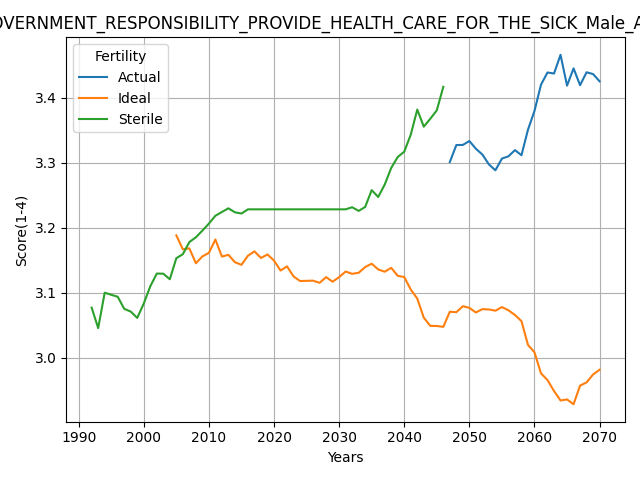 OVERNMENT_RESPONSIBILITY_PROVIDE_HEALTH_CARE_FOR_THE_SICK_Male_A
Fertility
Actual
Ideal
Sterile
Score(1-4)
3.4
3.3
3.2
3.1
3.0
1990 2000 2010 2020 2030 2040 2050 2060 2070
Years